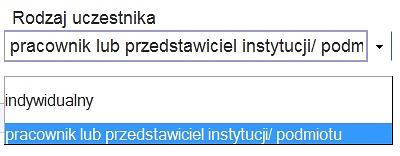 Rodzaj uczestnika
pracownik lub przedstawiciel instytucji/ podm
indywidualny
pracownik lub przedstawiciel instytucji/ podmiotu